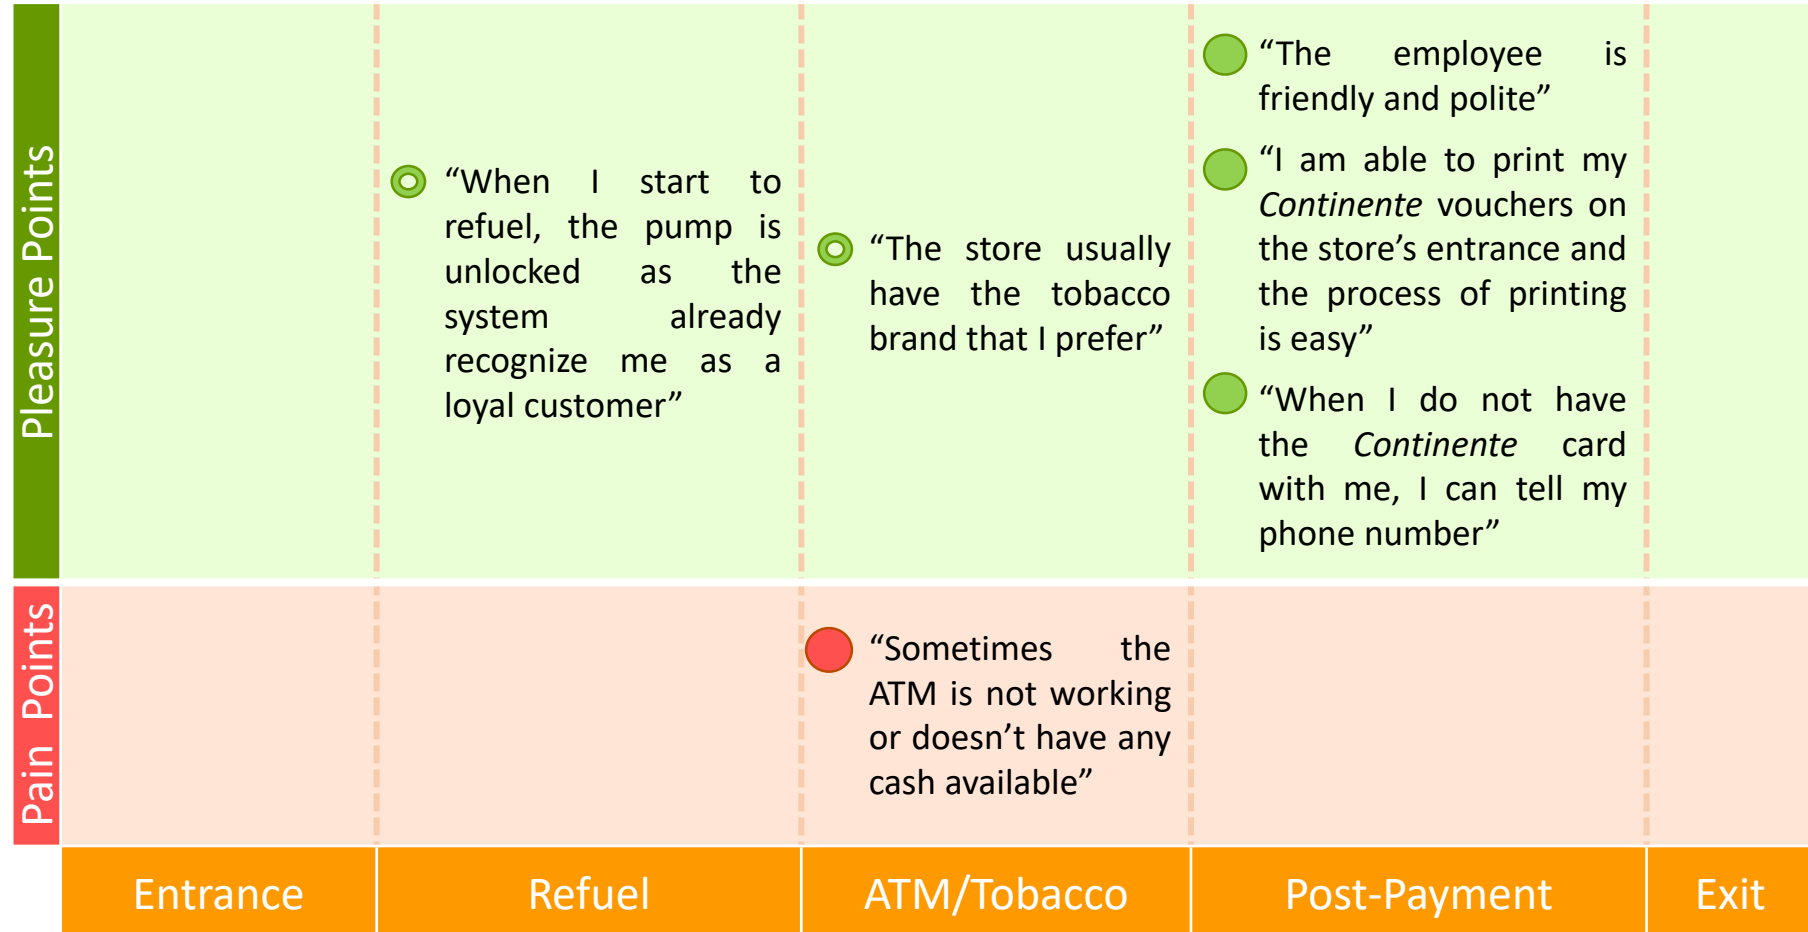 Pleasure Points
“When I start to
refuel, the pump is
unlocked as the
system already
recognize me as a
loyal customer”
“The store usually
have the tobacco
brand that I prefer”
“The employee is
friendly and polite”
“I am able to print my
Continente vouchers on
the store’s entrance and
the process of printing
is easy”
“When I do not have
the Continente card
with me, I can tell my
phone number”
Pain Points
“Sometimes the
ATM is not working
or doesn’t have any
cash available”
Entrance
Refuel
ATM/Tobacco
Post-Payment
Exit